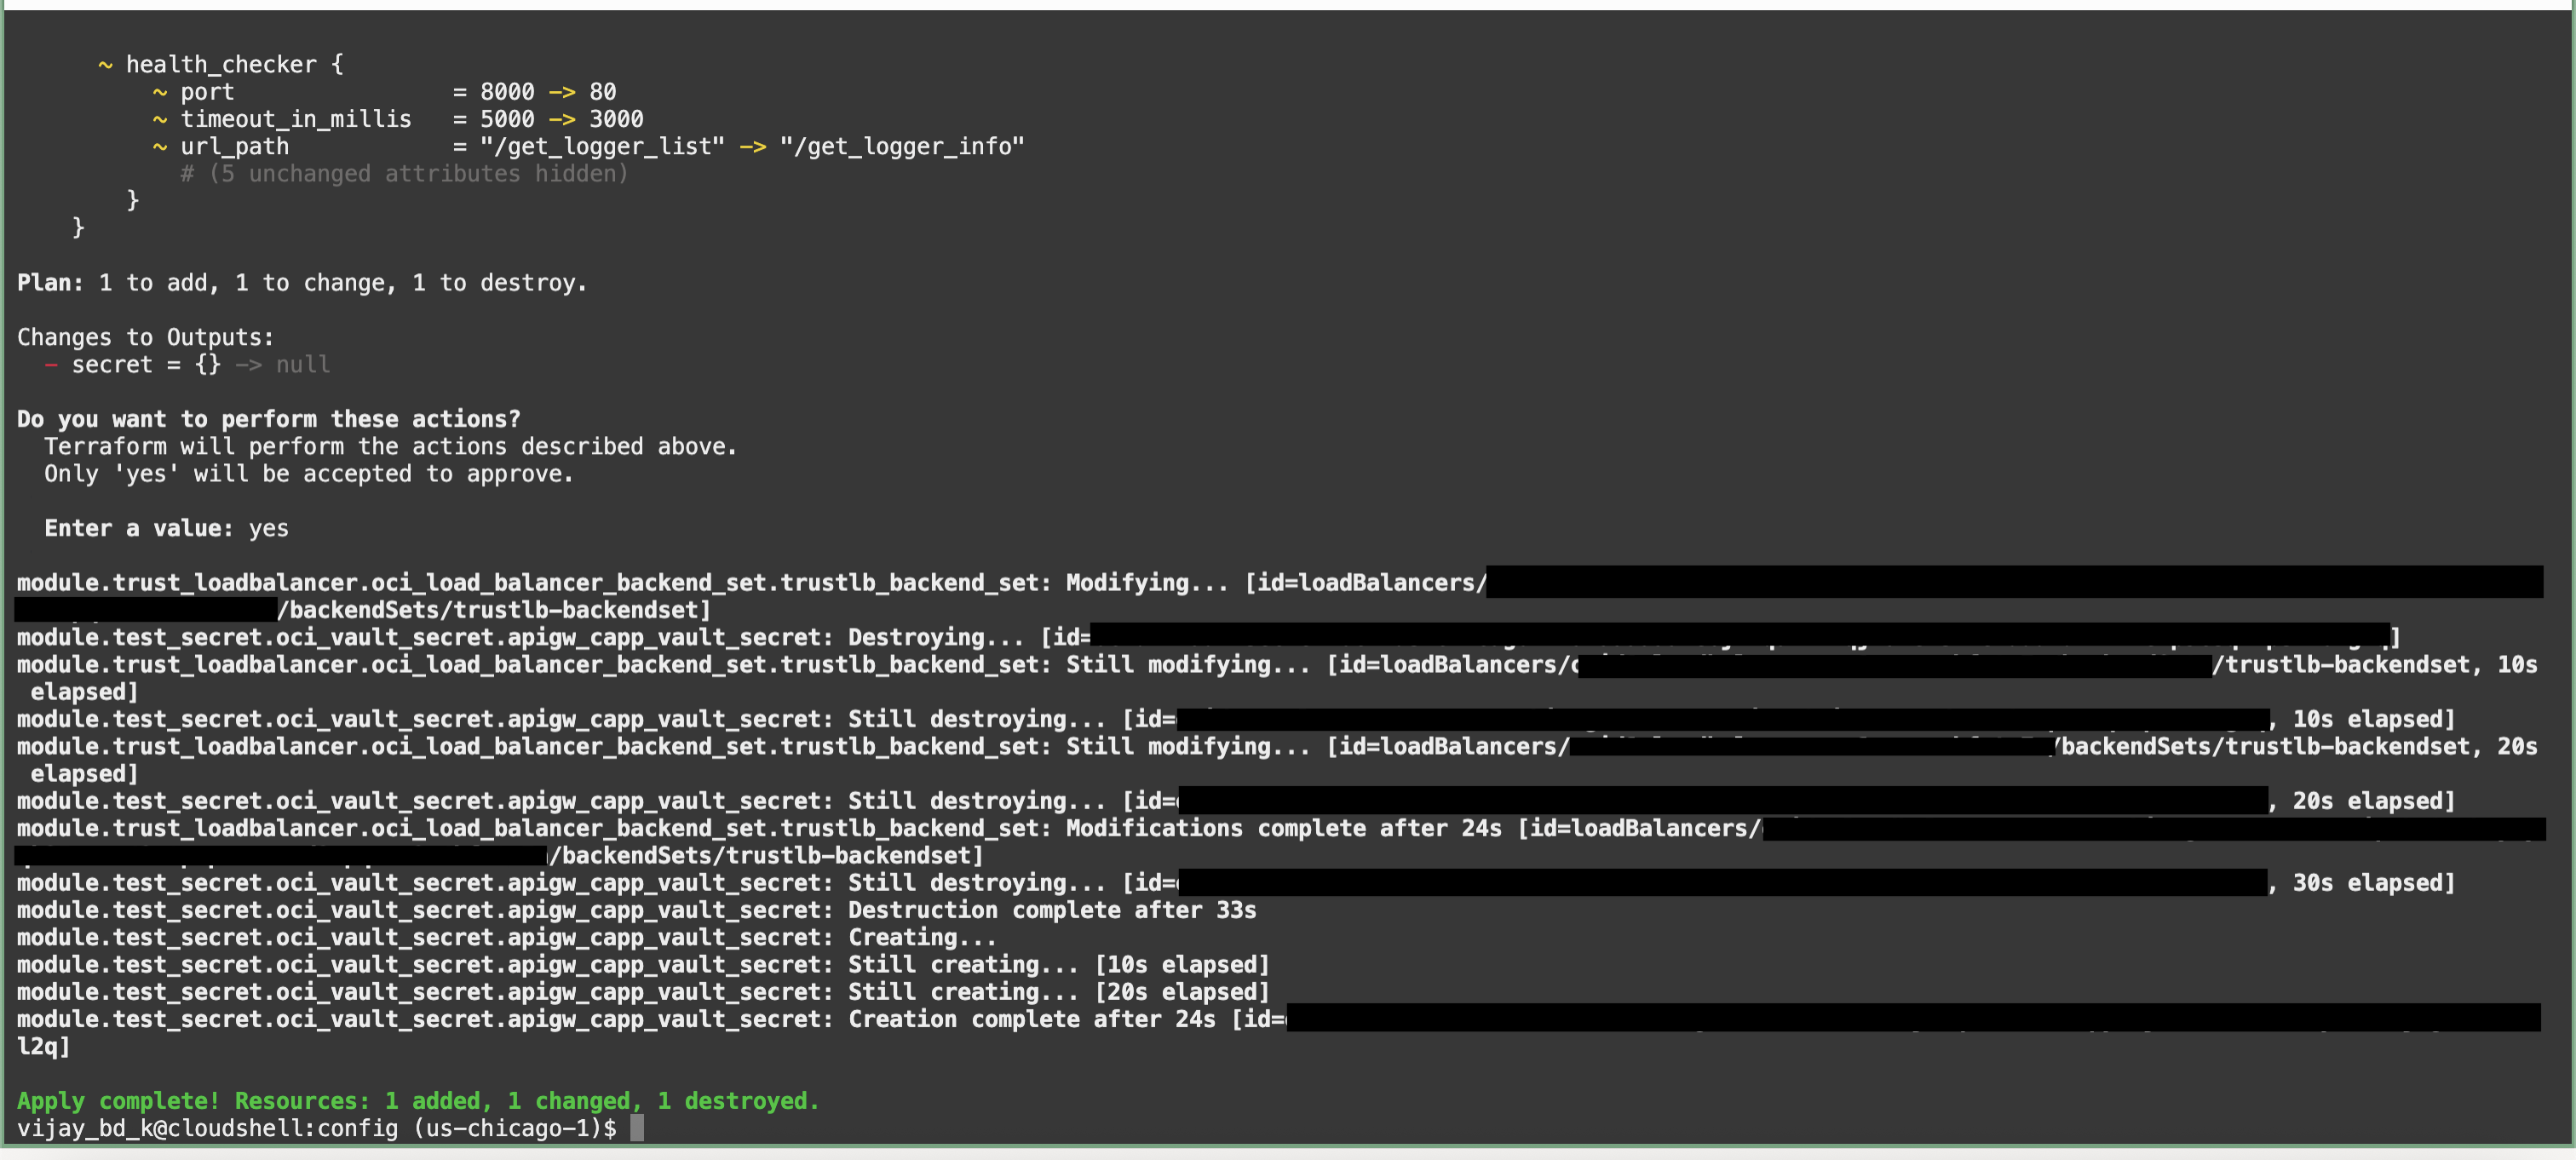 ~ health_checker {
~ port = 8000 -> 80
~ timeout_in_millis = 5000 -> 3000
~ url_path = "/get_logger_list" -> "/get_logger_info"
# (5 unchanged attributes hidden)
}
}
Plan: 1 to add, 1 to change, 1 to destroy.
Changes to Outputs:
- secret = {} -> null
Do you want to perform these actions?
Terraform will perform the actions described above.
Only 'yes' will be accepted to approve.
Enter a value: yes
module.trust_loadbalancer.oci_load_balancer_backend_set.trustlb_backend_set: Modifying... [id=loadBalancers/
/backendSets/trustlb-backendset]
module.test_secret.oci_vault_secret.apigw_capp_vault_secret: Destroying... [id= ]
module.trust_loadbalancer.oci_load_balancer_backend_set.trustlb_backend_set: Still modifying... [id=loadBalancers/ /trustlb-backendset, 10s
elapsed]
module.test_secret.oci_vault_secret.apigw_capp_vault_secret: Still destroying... [id= , 10s elapsed]
module.trust_loadbalancer.oci_load_balancer_backend_set.trustlb_backend_set: Still modifying... [id=loadBalancers/ /backendSets/trustlb-backendset, 20s
elapsed]
module.test_secret.oci_vault_secret.apigw_capp_vault_secret: Still destroying... [id= , 20s elapsed]
module.trust_loadbalancer.oci_load_balancer_backend_set.trustlb_backend_set: Modifications complete after 24s [id=loadBalancers/
/backendSets/trustlb-backendset]
module.test_secret.oci_vault_secret.apigw_capp_vault_secret: Still destroying... [id= , 30s elapsed]
module.test_secret.oci_vault_secret.apigw_capp_vault_secret: Destruction complete after 33s
module.test_secret.oci_vault_secret.apigw_capp_vault_secret: Creating...
module.test_secret.oci_vault_secret.apigw_capp_vault_secret: Still creating... [10s elapsed]
module.test_secret.oci_vault_secret.apigw_capp_vault_secret: Still creating... [20s elapsed]
module.test_secret.oci_vault_secret.apigw_capp_vault_secret: Creation complete after 24s [id=
l2q]
Apply complete! Resources: 1 added, 1 changed, 1 destroyed.
vijay_bd_k@cloudshell:config (us-chicago-1)$